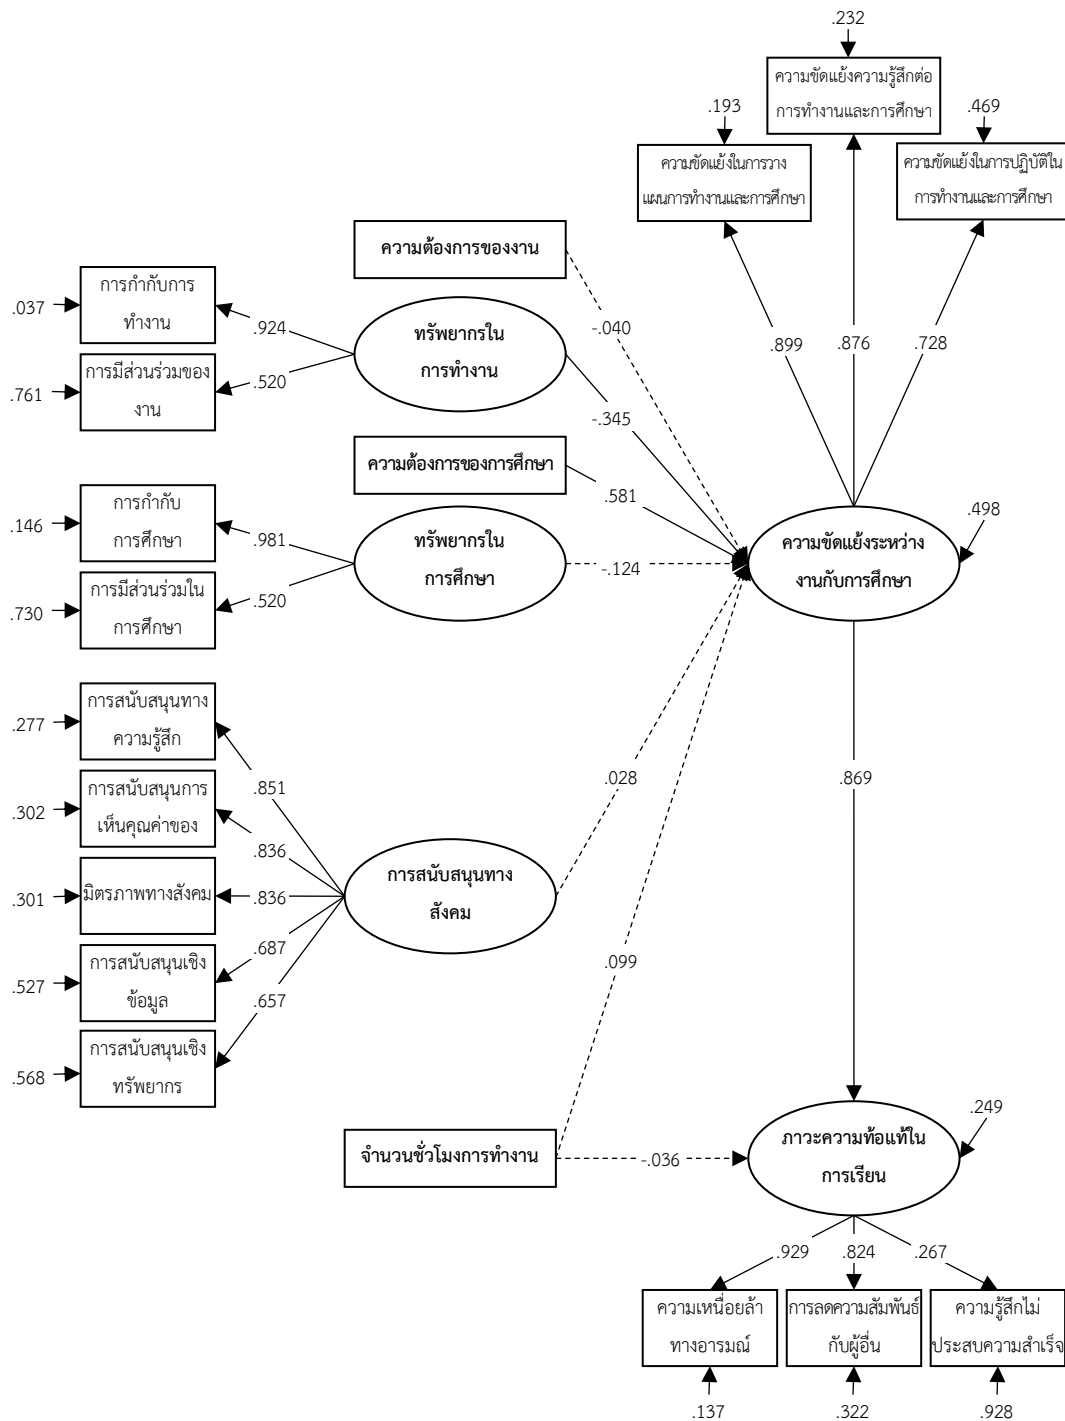 .232
ความขัดแย้งความรู้สึกต่อ
การทำงานและการศึกษา
.193
.469
ความขัดแย้งในการวาง
แผนการทำงานและการศึกษา
ความขัดแย้งในการปฏิบัติใน
การทำงานและการศึกษา
ความต้องการของงาน
การกำกับการ
ทำงาน
.037
.924
ทรัพยากรใน
การทำงาน
-.040
.899
.876
.728
การมีส่วนร่วมของ
งาน
.761
.520
-.345
ความต้องการของการศึกษา
.581
การกำกับ
การศึกษา
.146
.981
ทรัพยากรใน
การศึกษา
-.124
ความขัดแย้งระหว่าง
งานกับการศึกษา
.498
การมีส่วนร่วมใน
การศึกษา
.730
.520
การสนับสนุนทาง
ความรู้สึก
.277
.851
.028
.869
การสนับสนุนการ
เห็นคุณค่าของ
.302
.836
มิตรภาพทางสังคม
.301
.836
การสนับสนุนทาง
สังคม
.687
การสนับสนุนเชิง
ข้อมูล
.527
.657
.099
การสนับสนุนเชิง
ทรัพยากร
.568
จำนวนชั่วโมงการทำงาน
-.036
ภาวะความท้อแท้ใน
การเรียน
.249
.929
.824
.267
ความเหนื่อยล้า
ทางอารมณ์
การลดความสัมพันธ์
กับผู้อื่น
ความรู้สึกไม่
ประสบความสำเร็จ
.137
.322
.928